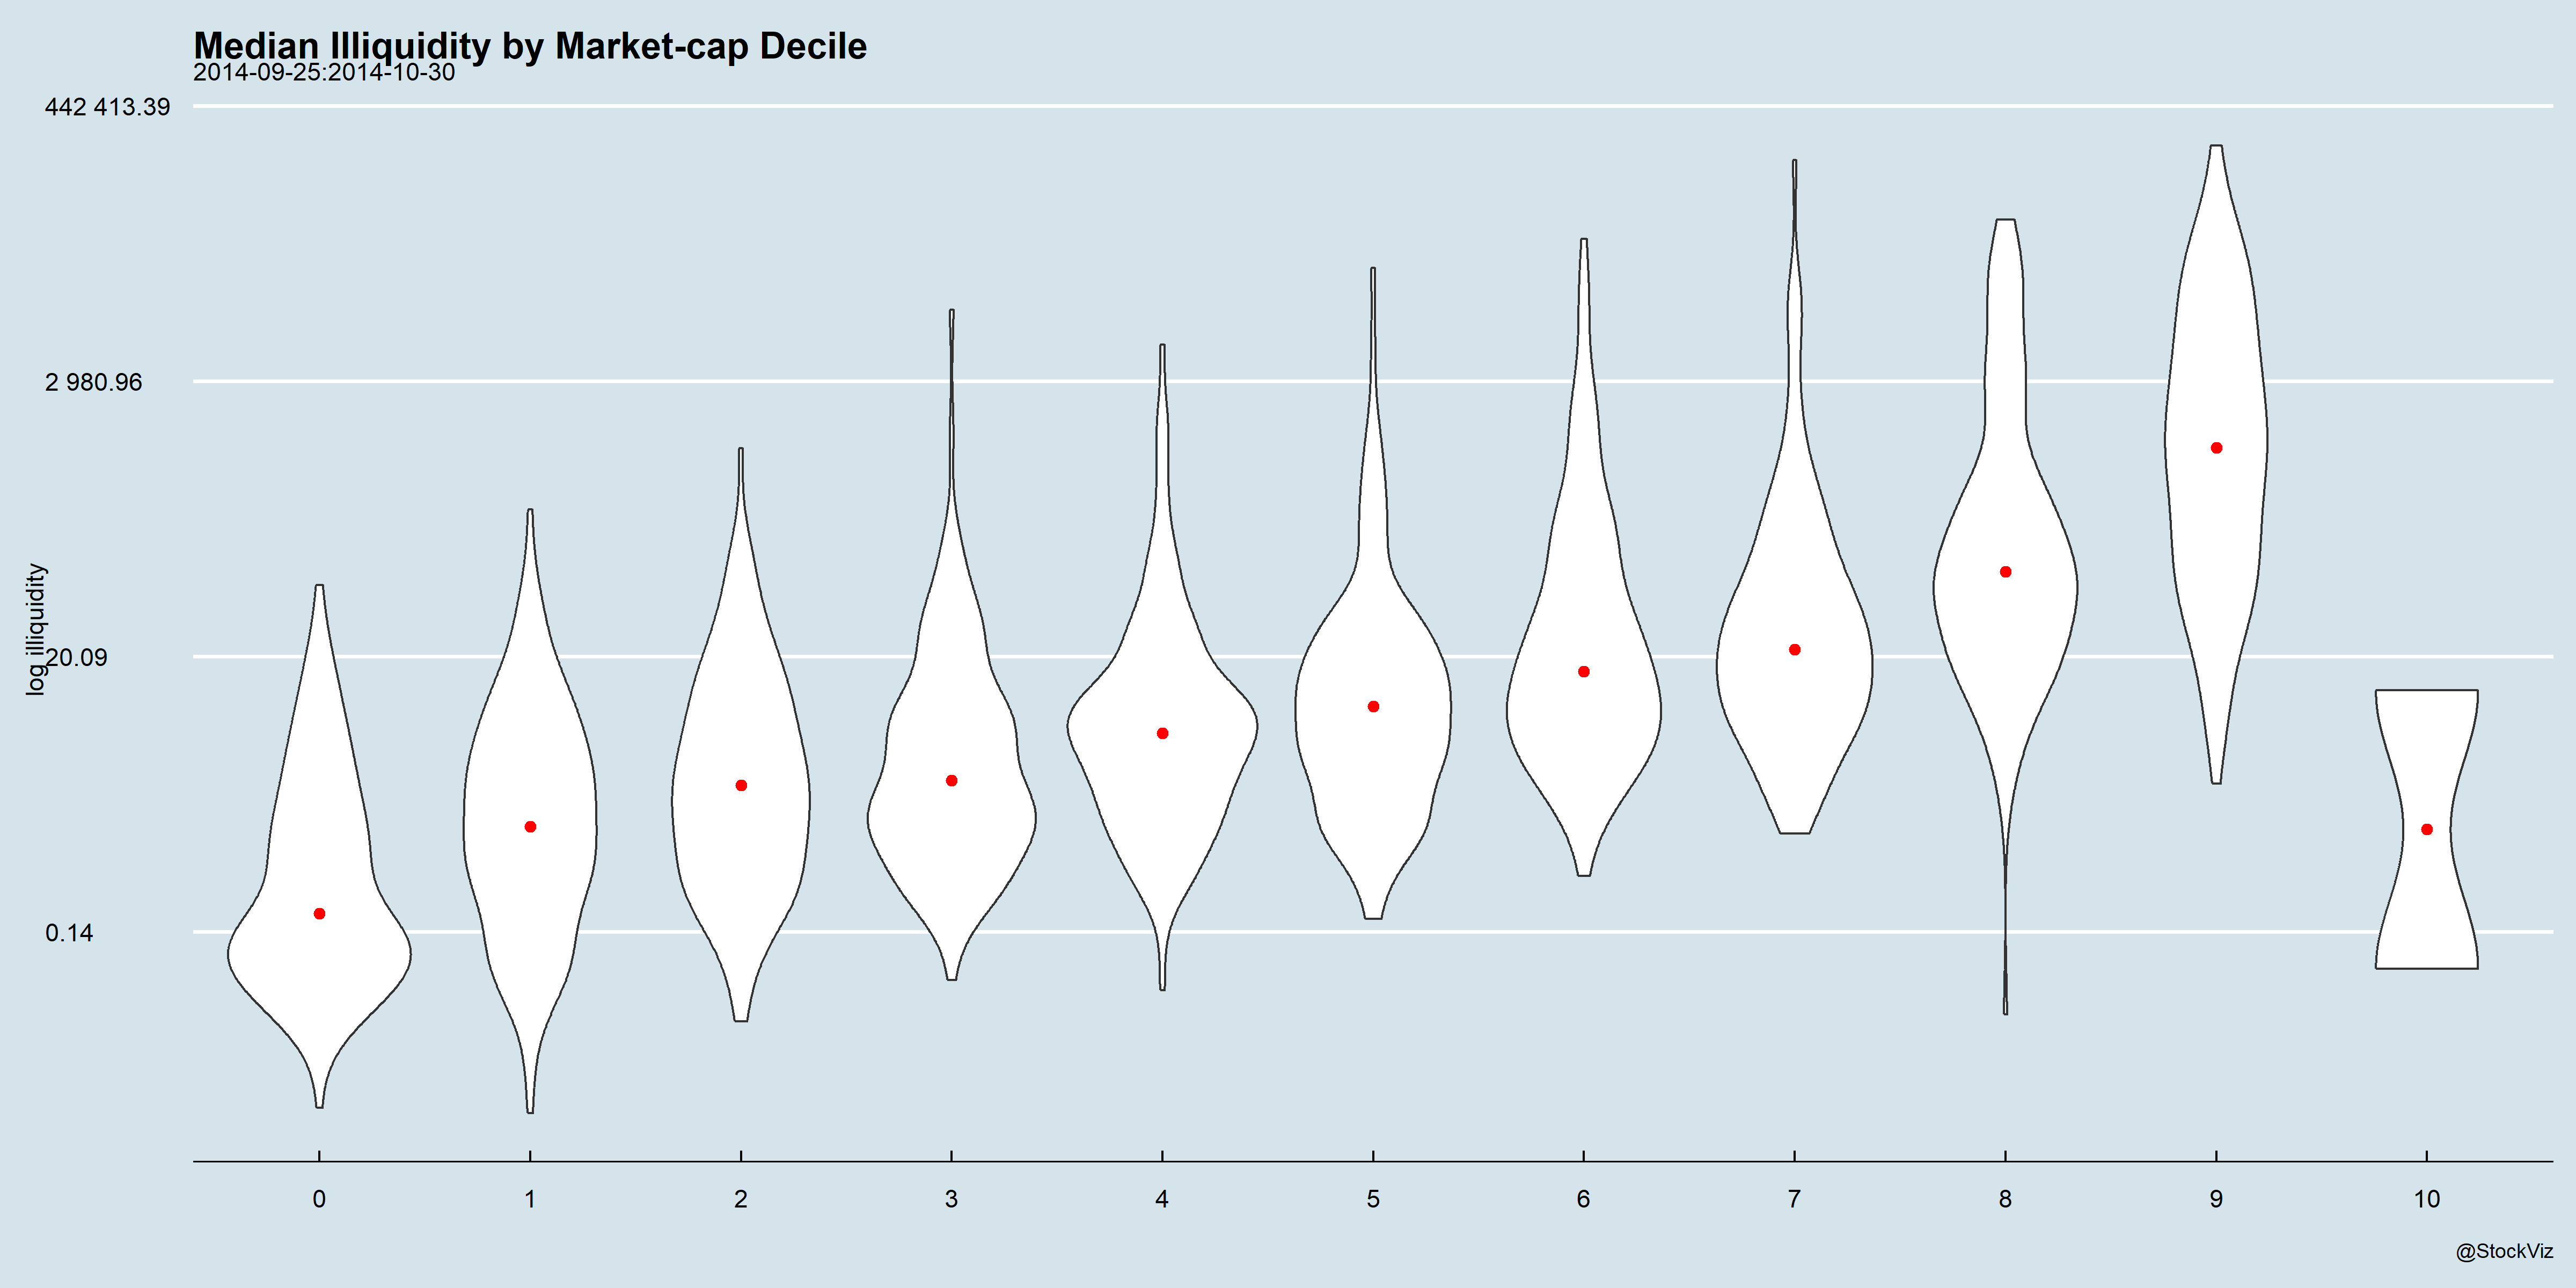 Median Illiquidity by Market-cap Decile
2014-09-25:2014-10-30
442 413.39
2 980.96
20.09
0.14
log illiquidity
0 1 2 3 4 5 6 7 8 9 10
@StockViz